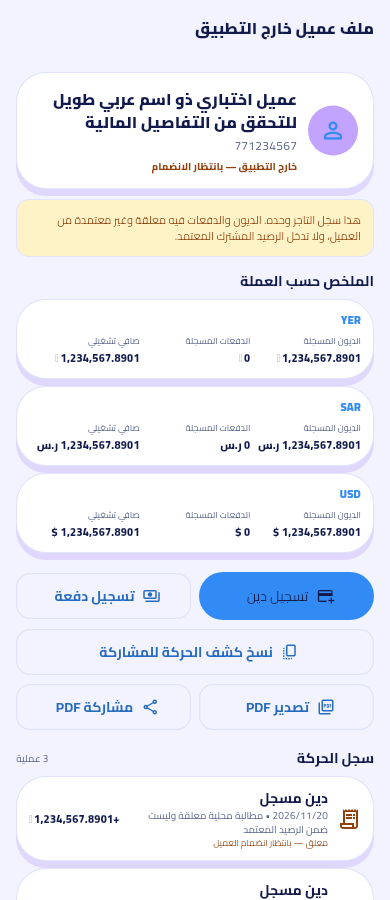 ملف عميل خارج التطبيق
عميل اختباري ذو اسم عربي طويل
للتحقق من التفاصيل المالية
771234567
خارج التطبيق — بانتظار الانضمام
هذا سجل التاجر وحده. الديون والدفعات فيه معلقة وغير معتمدة من
العميل، ولا تدخل الرصيد المشترك المعتمد.
الملخص حسب العملة
YER
الديون المسجلة
الدفعات المسجلة
صافي تشغيلي
1,234,567.8901
0
1,234,567.8901
SAR
الديون المسجلة
الدفعات المسجلة
صافي تشغيلي
1,234,567.8901 ر.س
0 ر.س
1,234,567.8901 ر.س
USD
الديون المسجلة
الدفعات المسجلة
صافي تشغيلي
1,234,567.8901 $
0 $
1,234,567.8901 $
تسجيل دين
تسجيل دفعة
نسخ كشف الحركة للمشاركة
تصدير PDF
مشاركة PDF
سجل الحركة
3 عملية
دين مسجل
2026/11/20 • مطالبة محلية معلقة وليست
ضمن الرصيد المعتمد
معلق — بانتظار انضمام العميل
+1,234,567.8901
دين مسجل